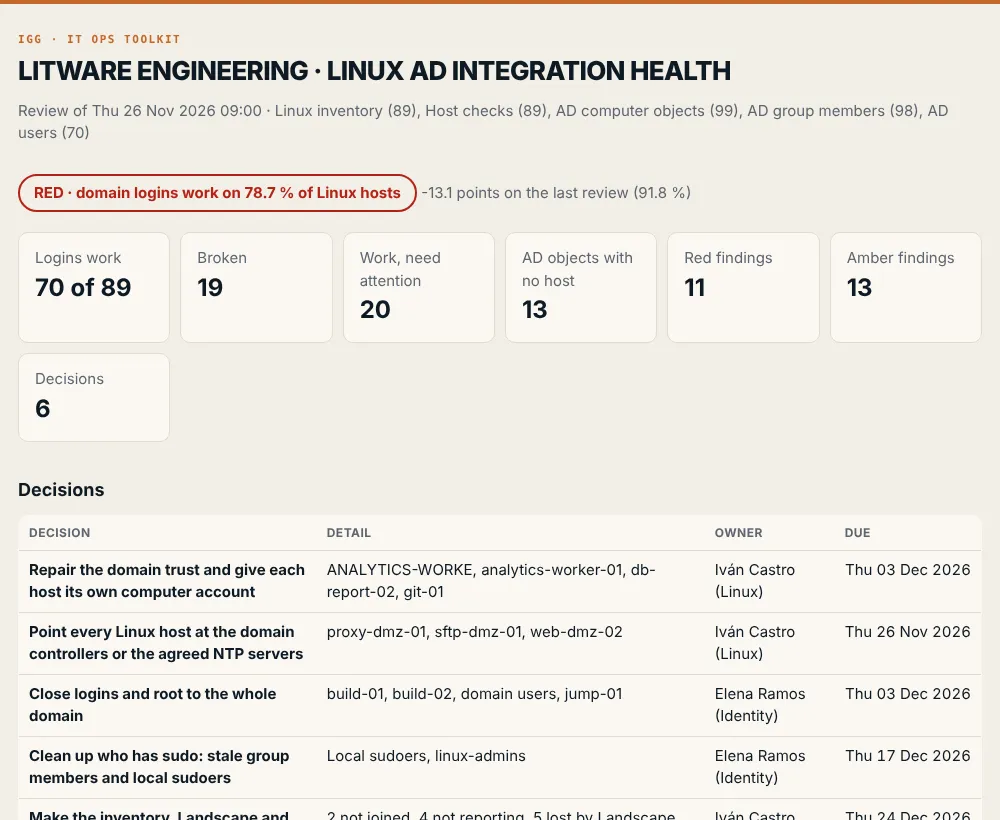 IGG · IT OPS TOOLKIT
LITWARE ENGINEERING · LINUX AD INTEGRATION HEALTH
Review of Thu 26 Nov 2026 09:00 · Linux inventory (89), Host checks (89), AD computer objects (99), AD group members (98), AD
users (70)
RED · domain logins work on 78.7 % of Linux hosts -13.1 points on the last review (91.8 %)
Logins work
70 of 89
Broken
19
Work, need
attention
20
AD objects with
no host
13
Red findings
11
Amber findings
13
Decisions
6
Decisions
DECISION DETAIL OWNER DUE
Repair the domain trust and give each ANALYTICS-WORKE, analytics-worker-01, db- Iván Castro Thu 03 Dec 2026
host its own computer account report-02, git-01 (Linux)
Point every Linux host at the domain proxy-dmz-01, sftp-dmz-01, web-dmz-02 Iván Castro Thu 26 Nov 2026
controllers or the agreed NTP servers (Linux)
Close logins and root to the whole build-01, build-02, domain users, jump-01 Elena Ramos Thu 03 Dec 2026
domain (Identity)
Clean up who has sudo: stale group Local sudoers, linux-admins Elena Ramos Thu 17 Dec 2026
members and local sudoers (Identity)
Make the inventory, Landscape and 2 not joined, 4 not reporting, 5 lost by Landscape Iván Castro Thu 24 Dec 2026